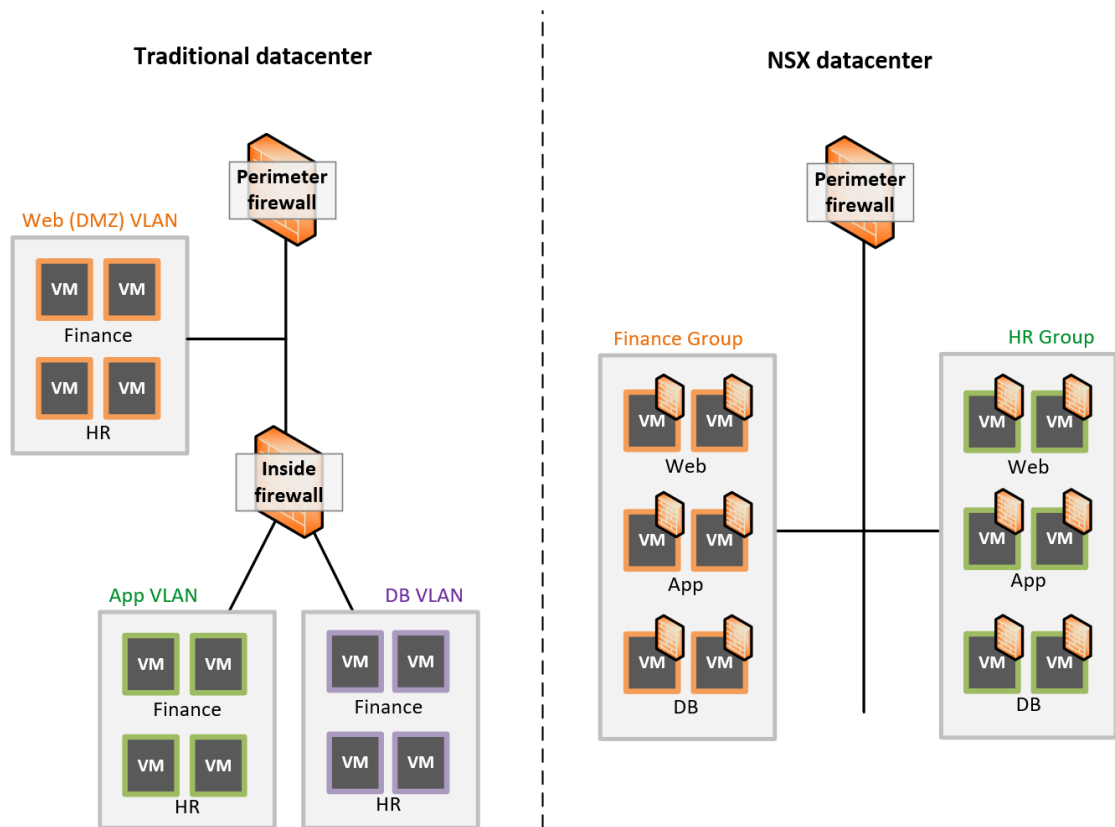 Traditional datacenter
Perimeter
firewall
Web (DMZ) VLAN
VM VM
Finance
VM VM
HR
Inside
firewall
App VLAN
VM VM
Finance
VM VM
HR
DB VLAN
VM VM
Finance
VM VM
HR
NSX datacenter
Perimeter
firewall
Finance Group
VM VM
Web
VM VM
App
VM VM
DB
HR Group
VM VM
Web
VM VM
App
VM VM
DB